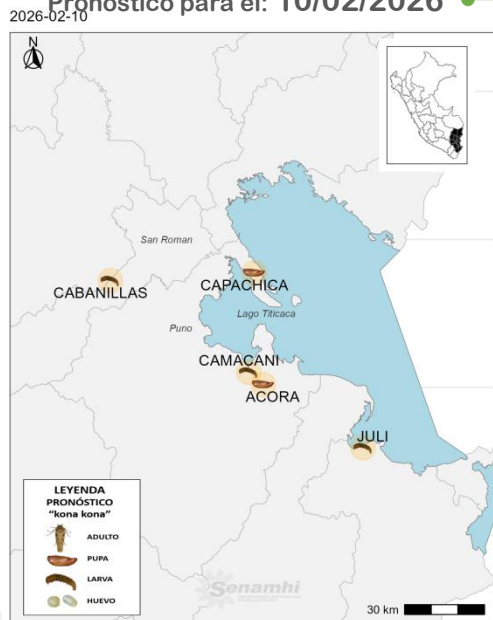 Pronóstico para el: 10/02/2026
2026-02-10
N
San Roman
CABANILLAS
CAPACHICA
Lago Titicaca
Puno
CAMACANI
ACORA
JULI
LEYENDA
PRONÓSTICO
"kona kona"
ADULTO
PUPA
LARVA
HUEVO
Senamhi
30 km